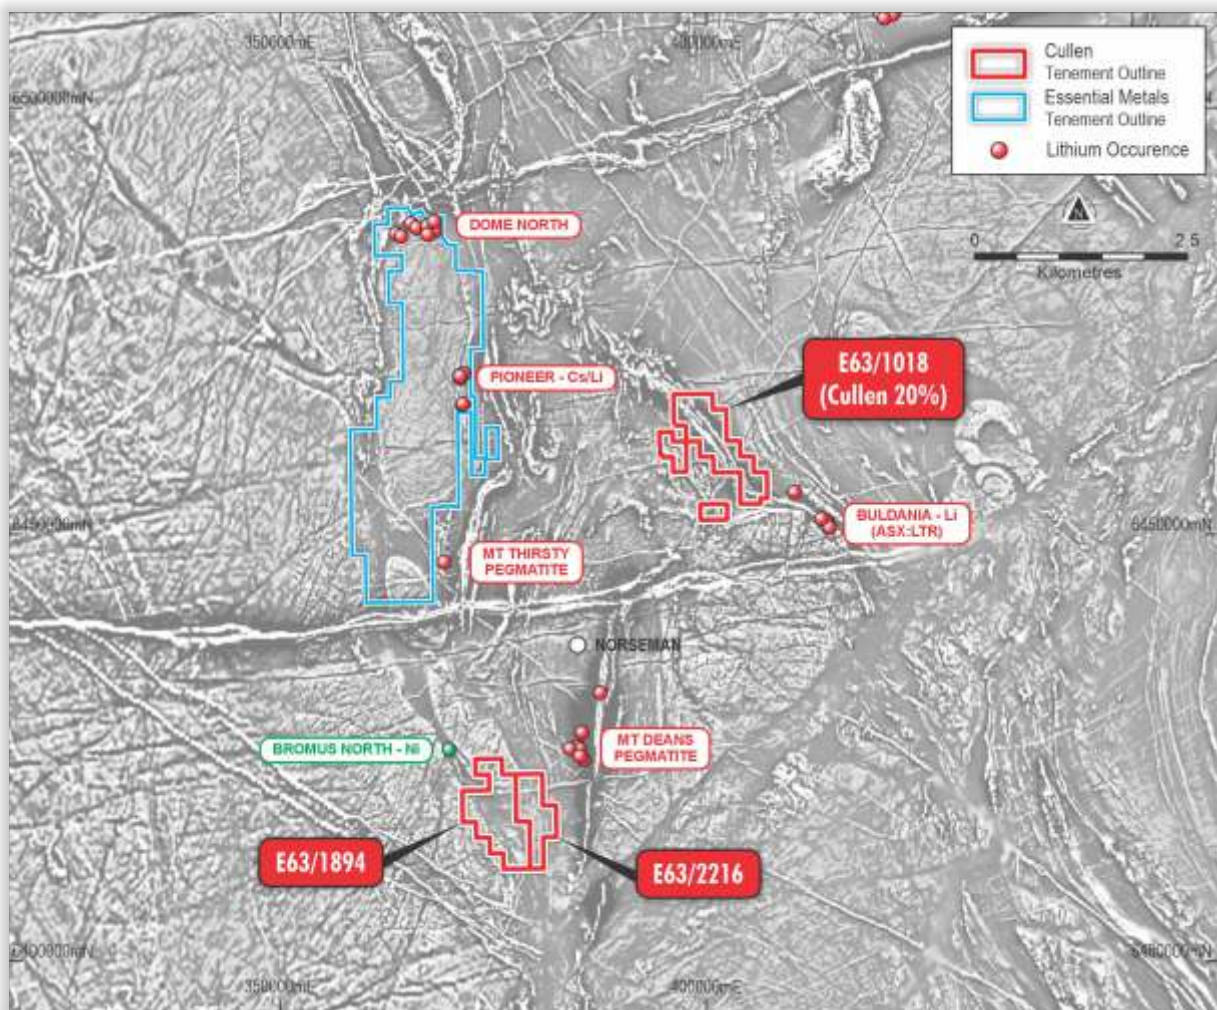 350000mE
400000mE
6500000mN
N
Cullen
Tenement Outline
Essential Metals
Tenement Outline
Lithium Occurence
N
0 25
Kilometres
DOME NORTH
PIONEER - Cs/Li
E63/1018
(Cullen 20%)
6450000mN
BULDANIA - Li
(ASX:LTR)
6450000mN
MT THIRSTY
PEGMATITE
NORSEMAN
BROMUS NORTH - Ni
MT DEANS
PEGMATITE
E63/1894
E63/2216
6400000mN
6400000mN
350000mE
400000mE